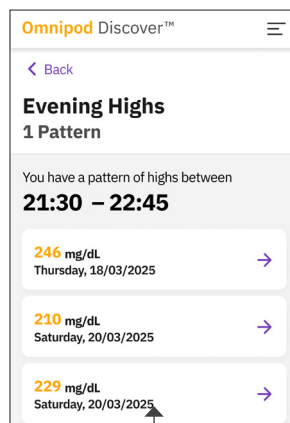 Omnipod Discover™
Back
Evening Highs
1 Pattern
You have a pattern of highs between
21:30 – 22:45
246 mg/dL
Thursday, 18/03/2025
210 mg/dL
Saturday, 20/03/2025
229 mg/dL
Saturday, 20/03/2025